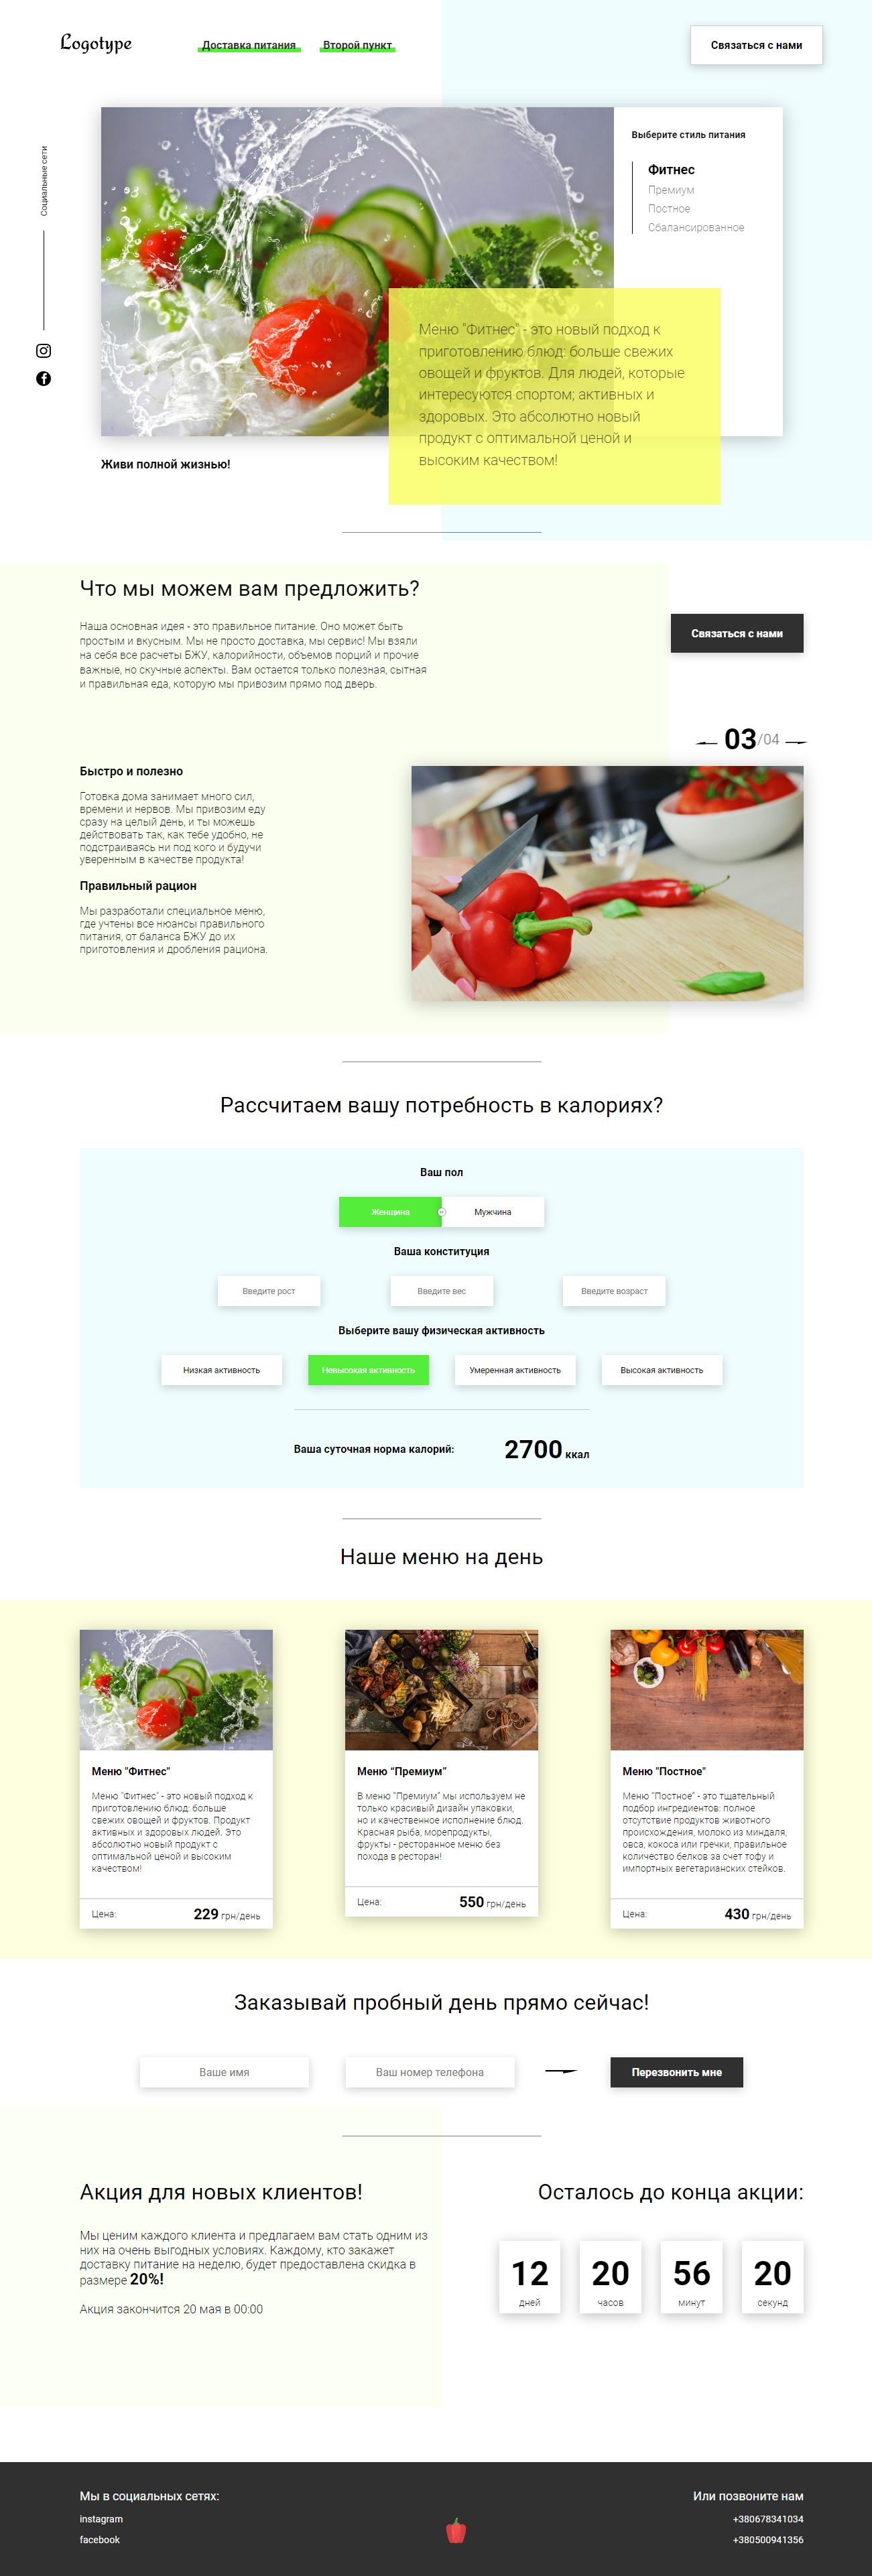 Logotype
Доставка питания
Второй пункт
Связаться с нами
Социальные сети
Выберите стиль питания
Фитнес
Премиум
Постное
Сбалансированное
Меню "Фитнес" - это новый подход к
приготовлению блюд: больше свежих
овощей и фруктов. Для людей, которые
интересуются спортом; активных и
здоровых. Это абсолютно новый
продукт с оптимальной ценой и
высоким качеством!
Живи полной жизнью!
Что мы можем вам предложить?
Наша основная идея - это правильное питание. Оно может быть
простым и вкусным. Мы не просто доставка, мы сервис! Мы взяли
на себя все расчеты БЖУ, калорийности, объемов порций и прочие
важные, но скучные аспекты. Вам остается только полезная, сытная
и правильная еда, которую мы привозим прямо под дверь.
Связаться с нами
03/04
Быстро и полезно
Готовка дома занимает много сил,
времени и нервов. Мы привозим еду
сразу на целый день, и ты можешь
действовать так, как тебе удобно, не
подстраиваясь ни под кого и будучи
уверенным в качестве продукта!
Правильный рацион
Мы разработали специальное меню,
где учтены все нюансы правильного
питания, от баланса БЖУ до их
приготовления и дробления рациона.
Рассчитаем вашу потребность в калориях?
Ваш пол
Женщина
Мужчина
Ваша конституция
Введите рост
Введите вес
Введите возраст
Выберите вашу физическая активность
Низкая активность
Невысокая активность
Умеренная активность
Высокая активность
Ваша суточная норма калорий:
2700 ккал
Наше меню на день
Меню "Фитнес"
Меню "Фитнес" - это новый подход к
приготовлению блюд: больше
свежих овощей и фруктов. Продукт
активных и здоровых людей. Это
абсолютно новый продукт с
оптимальной ценой и высоким
качеством!
Цена:
229 грн/день
Меню "Премиум"
В меню "Премиум" мы используем не
только красивый дизайн упаковки,
но и качественное исполнение блюд.
Красная рыба, морепродукты,
фрукты - ресторанное меню без
похода в ресторан!
Цена:
550 грн/день
Меню "Постное"
Меню "Постное" - это тщательный
подбор ингредиентов: полное
отсутствие продуктов животного
происхождения, молоко из миндаля,
овса, кокоса или гречки, правильное
количество белков за счет тофу и
импортных вегетарианских стейков.
Цена:
430 грн/день
Заказывай пробный день прямо сейчас!
Ваше имя
Ваш номер телефона
Перезвонить мне
Акция для новых клиентов!
Мы ценим каждого клиента и предлагаем вам стать одним из
них на очень выгодных условиях. Каждому, кто закажет
доставку питание на неделю, будет предоставлена скидка в
размере 20%!
Акция закончится 20 мая в 00:00
Осталось до конца акции:
12
дней
20
часов
56
минут
20
секунд
Мы в социальных сетях:
instagram
facebook
Или позвоните нам
+380678341034
+380500941356